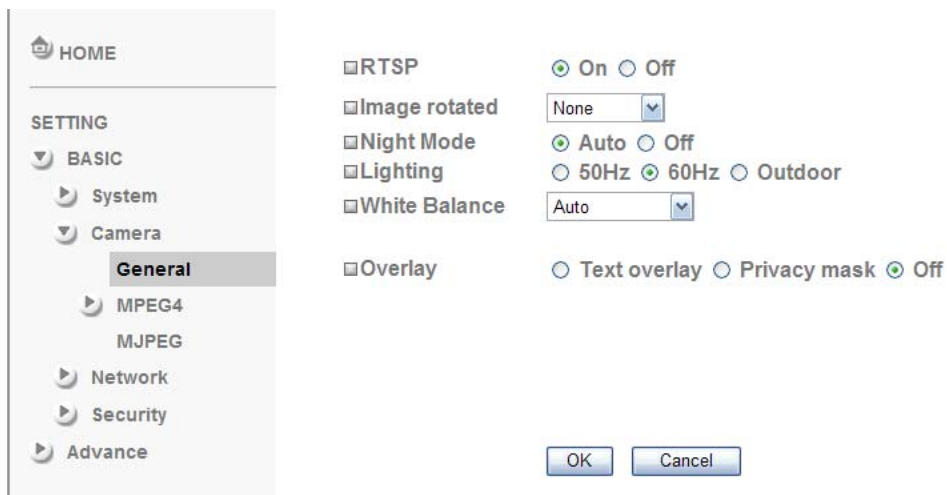 HOME
SETTING
BASIC
System
Camera
General
MPEG4
MJPEG
Network
Security
Advance
RTSP On Off
Image rotated None
Night Mode Auto Off
Lighting 50Hz 60Hz Outdoor
White Balance Auto
Overlay Text overlay Privacy mask Off
OK Cancel